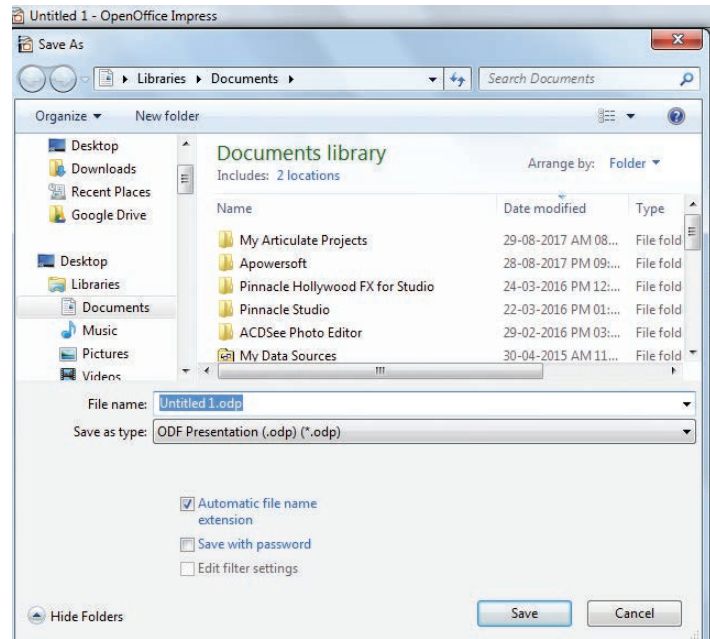 Untitled 1 - OpenOffice Impress
Save As
Libraries Documents
Search Documents
Organize
New folder
Desktop
Downloads
Recent Places
Google Drive
Desktop
Libraries
Documents
Music
Pictures
Videos
Documents library
Includes: 2 locations
Arrange by: Folder
Name Date modified Type
My Articulate Projects 29-08-2017 AM 08... File fold
Apowersoft 28-08-2017 PM 09:... File fold
Pinnacle Hollywood FX for Studio 24-03-2016 PM 12:... File fold
Pinnacle Studio 22-03-2016 PM 01:... File fold
ACDSee Photo Editor 29-02-2016 PM 03:... File fold
My Data Sources 30-04-2015 AM 11... File fold
File name: Untitled 1.odp
Save as type: ODF Presentation (.odp) (*.odp)
Automatic file name
extension
Save with password
Edit filter settings
Hide Folders
Save
Cancel